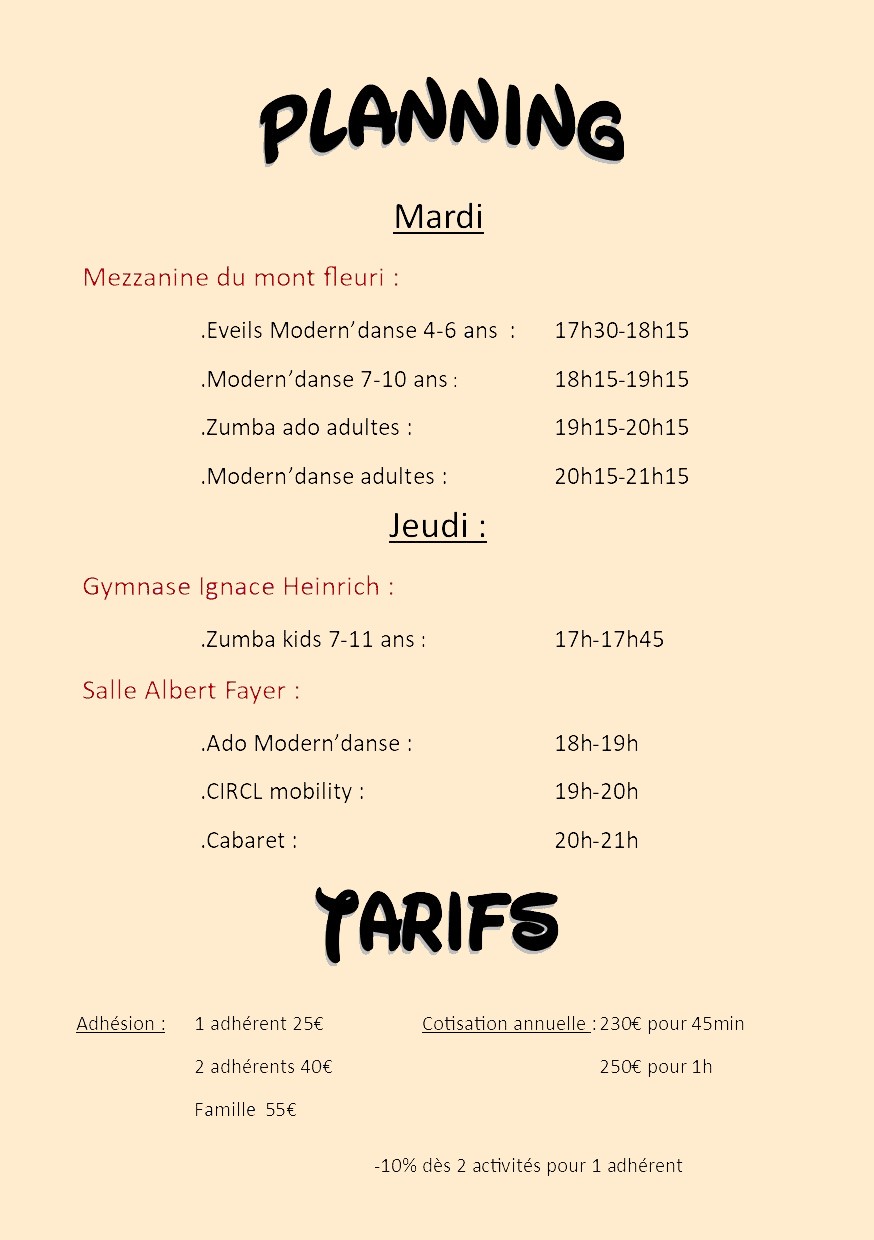 PLANNING
Mardi
Mezzanine du mont fleuri :
.Eveils Modern’danse 4-6 ans : 17h30-18h15
.Modern’danse 7-10 ans : 18h15-19h15
.Zumba ado adultes : 19h15-20h15
.Modern’danse adultes : 20h15-21h15
Jeudi :
Gymnase Ignace Heinrich :
.Zumba kids 7-11 ans : 17h-17h45
Salle Albert Fayer :
.Ado Modern’danse : 18h-19h
.CIRCL mobility : 19h-20h
.Cabaret : 20h-21h
TARIFS
Adhésion : 1 adhérent 25€ Cotisation annuelle : 230€ pour 45min
2 adhérents 40€ 250€ pour 1h
Famille 55€
-10% dès 2 activités pour 1 adhérent